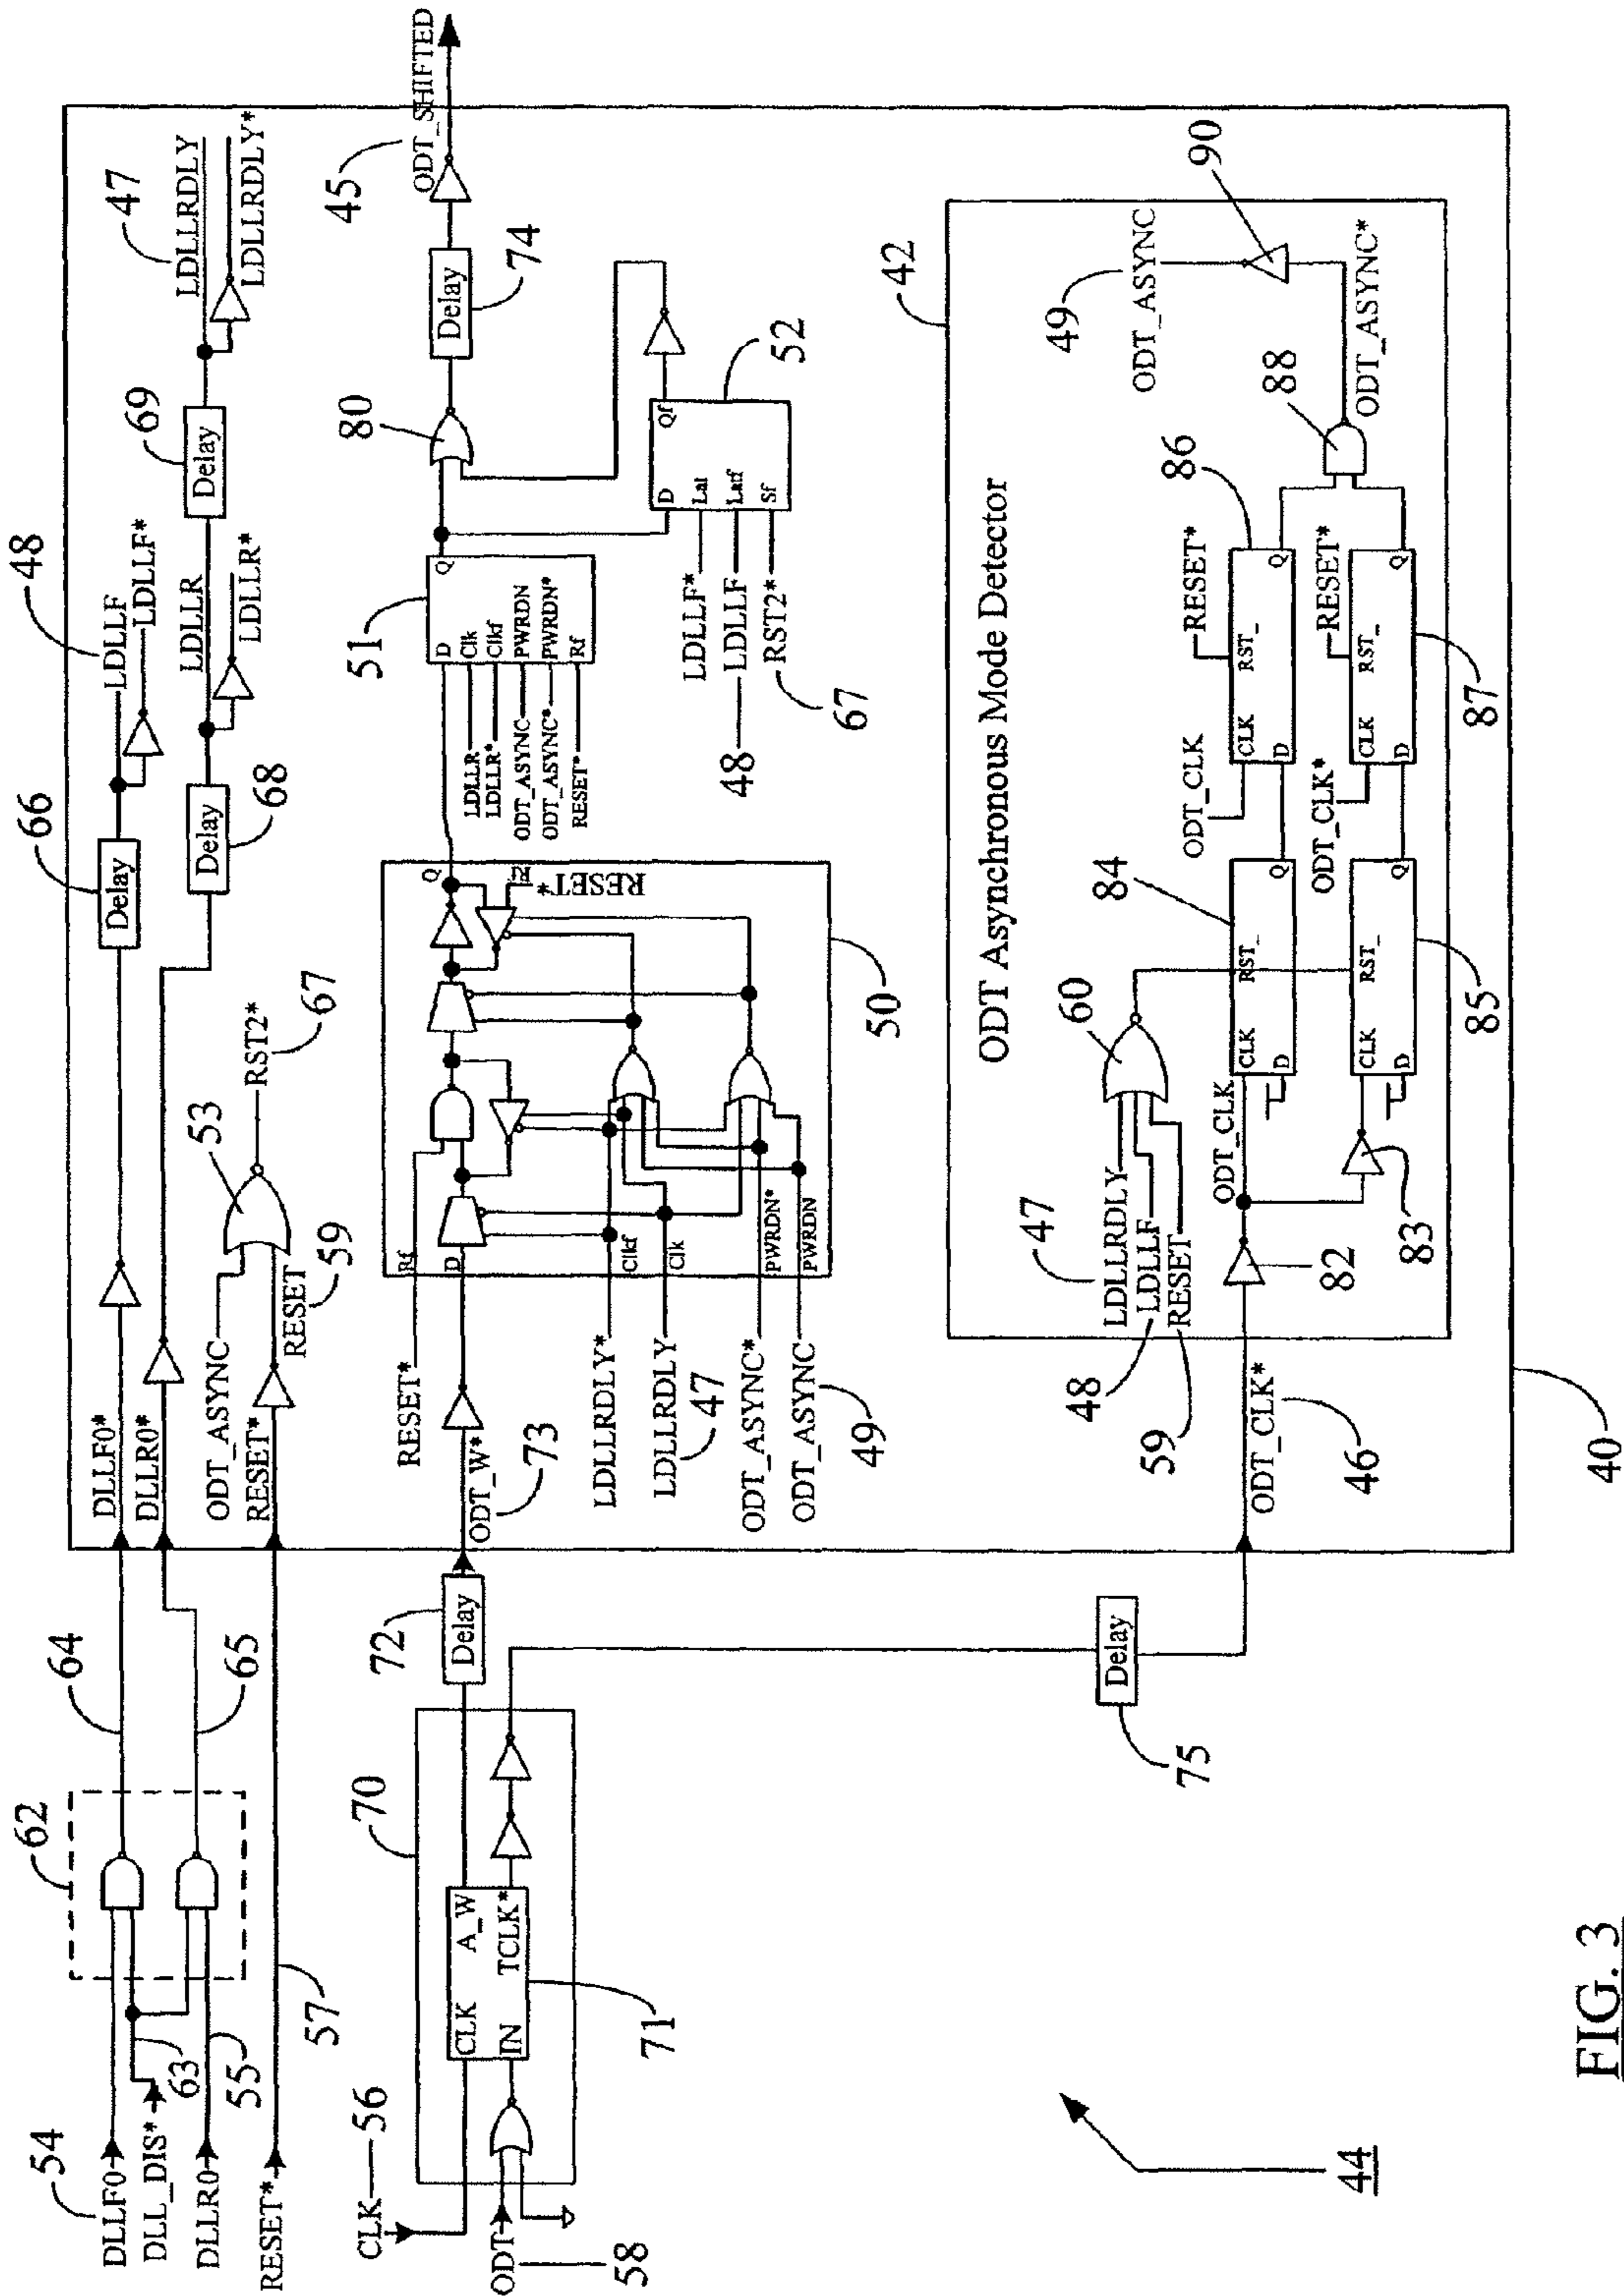 54
DLLF0
DLL_DIS*
63
DLLR0
55
RESET*
57
62
64
65
DLLF0*
DLLR0*
ODT_ASYNC
RESET*
RESET
59
53
RST2*
67
66
Delay
48
LDLLF
LDLLF*
Delay
68
LDLLR
LDLLR*
69
Delay
47
LDLLRDLY
LDLLRDLY*
CLK
56
ODT
58
70
CLK
A_W
IN
TCLK*
71
72
Delay
ODT_W*
73
RESET*
LDLLRDLY*
LDLLRDLY
47
ODT_ASYNC*
ODT_ASYNC
49
Rf
D
Clkf
Clk
PWRDN*
PWRDN
Q
Rf
RESET*
50
51
D
Clk
Clkf
PWRDN
PWRDN*
Rf
Q
LDLLR
LDLLR*
ODT_ASYNC
ODT_ASYNC*
RESET*
LDLLF*
48
LDLLF
RST2*
67
D
Lat
Latf
Sf
Qf
52
80
Delay
74
45
ODT_SHIFTED
75
Delay
ODT_CLK*
46
40
ODT Asynchronous Mode Detector
42
47
LDLLRDLY
48
LDLLF
59
RESET
60
82
ODT_CLK
83
CLK
RST_
D
Q
84
CLK
RST_
D
Q
85
ODT_CLK
RESET*
CLK
RST_
D
Q
86
ODT_CLK*
RESET*
CLK
RST_
D
Q
87
88
49
ODT_ASYNC
90
ODT_ASYNC*
44
FIG. 3